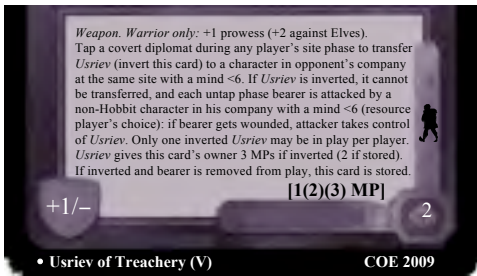 Weapon. Warrior only: +1 prowess (+2 against Elves).
Tap a covert diplomat during any player's site phase to transfer
Usriev (invert this card) to a character in opponent's company
at the same site with a mind <6. If Usriev is inverted, it cannot
be transferred, and each untap phase bearer is attacked by a
non-Hobbit character in his company with a mind <6 (resource
player's choice): if bearer gets wounded, attacker takes control
of Usriev. Only one inverted Usriev may be in play per player.
Usriev gives this card's owner 3 MPs if inverted (2 if stored).
If inverted and bearer is removed from play, this card is stored.
[1(2)(3) MP]
+1/– 2
• Usriev of Treachery (V) COE 2009